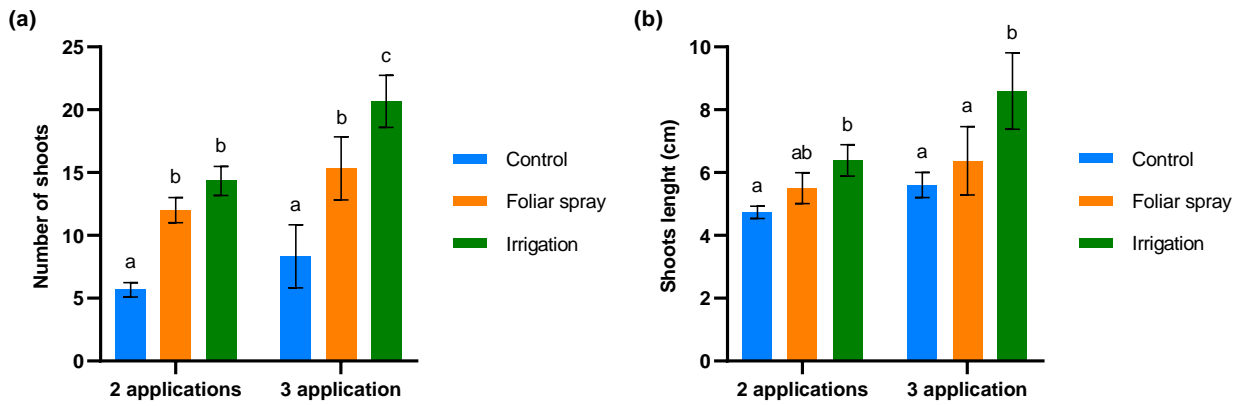 (a)
Number of shoots
25
20
15
10
5
0
a
b
b
a
b
c
2 applications
3 application
Control
Foliar spray
Irrigation
(b)
Shoots lenght (cm)
10
8
6
4
2
0
a
ab
b
a
a
b
2 applications
3 application
Control
Foliar spray
Irrigation